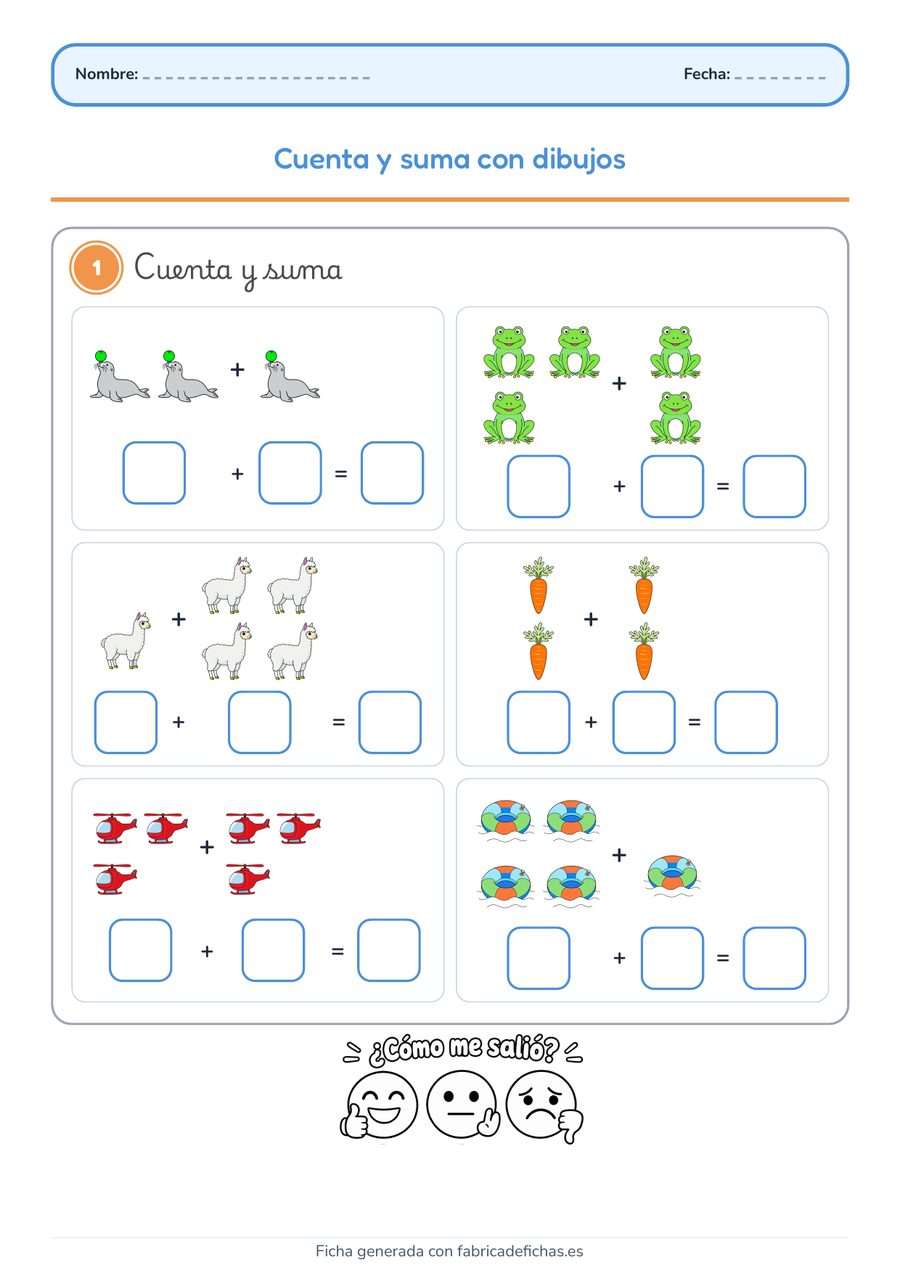 Nombre: Fecha:
Cuenta y suma con dibujos
1 Cuenta y suma
+ +
+ = + =
+ +
+ = + =
+ +
+ = + =
¿Cómo me salió?
Ficha generada con fabricadefichas.es